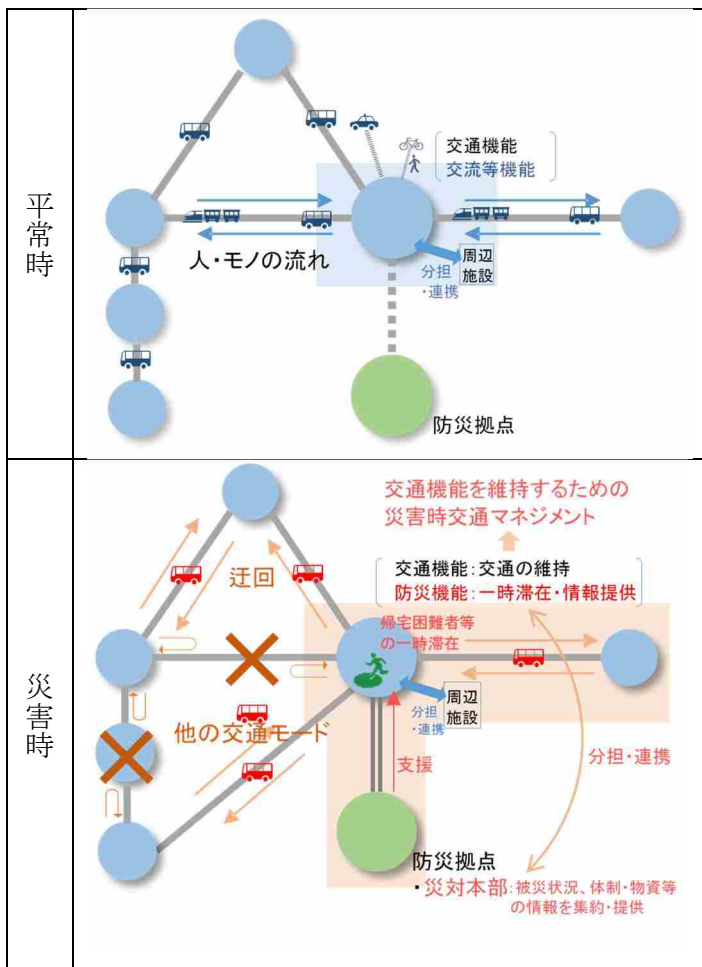 平常時
交通機能
交流等機能
人・モノの流れ
分担
・連携
周辺
施設
防災拠点
災害時
交通機能を維持するための
災害時交通マネジメント
交通機能:交通の維持
防災機能:一時滞在・情報提供
迂回
帰宅困難者等
の一時滞在
分担
・連携
周辺
施設
他の交通モード
支援
分担・連携
防災拠点
・災対本部:被災状況、体制・物資等
の情報を集約・提供